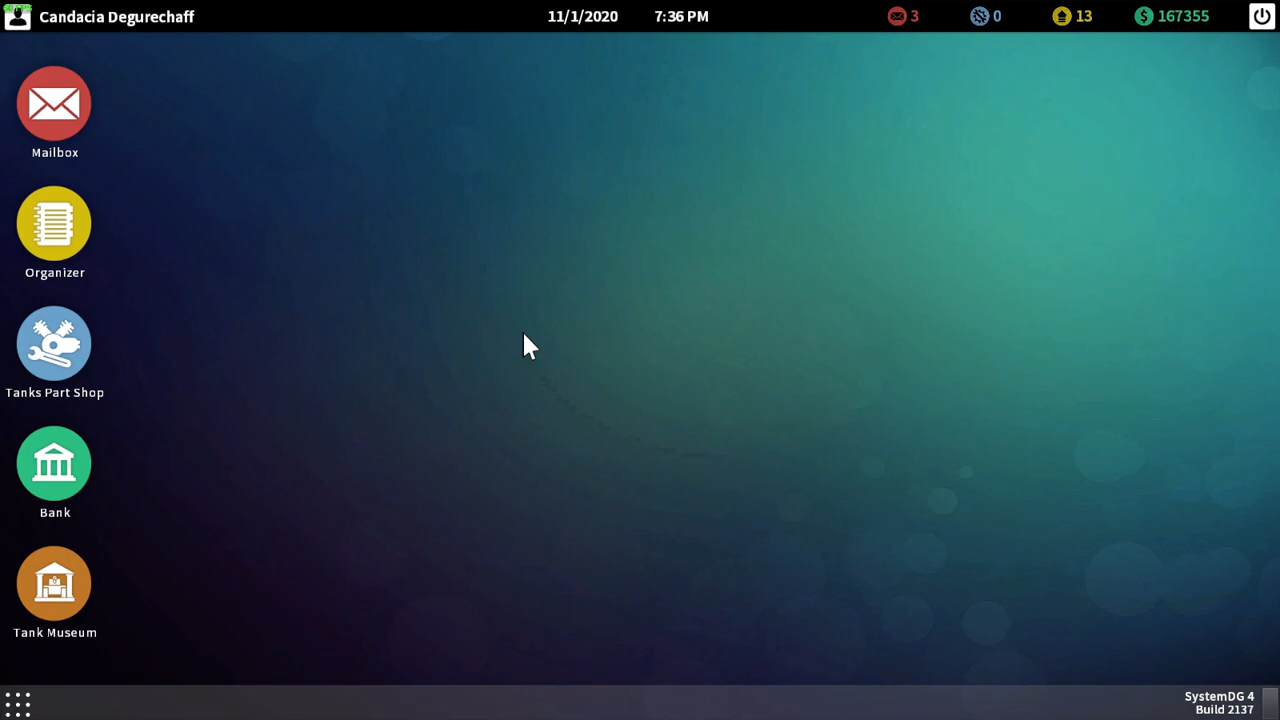 Candacia Degurechaff
11/1/2020 7:36 PM 3 0 13 167355
Mailbox
Organizer
Tanks Part Shop
Bank
Tank Museum
SystemDG 4
Build 2137